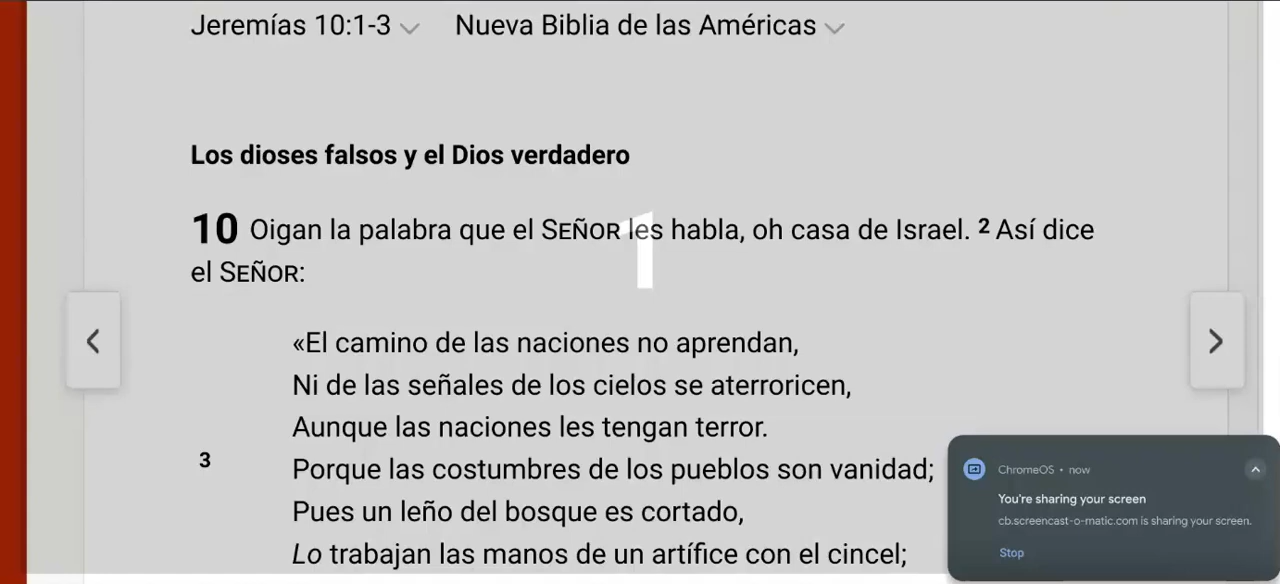 Jeremías 10:1-3 Nueva Biblia de las Américas
Los dioses falsos y el Dios verdadero
10 Oigan la palabra que el SEÑOR les habla, oh casa de Israel. 2 Así dice
el SEÑOR:
1
«El camino de las naciones no aprendan,
Ni de las señales de los cielos se aterroricen,
Aunque las naciones les tengan terror.
3 Porque las costumbres de los pueblos son vanidad;
Pues un leño del bosque es cortado,
Lo trabajan las manos de un artífice con el cincel;
ChromeOS • now
You're sharing your screen
cb.screencast-o-matic.com is sharing your screen.
Stop